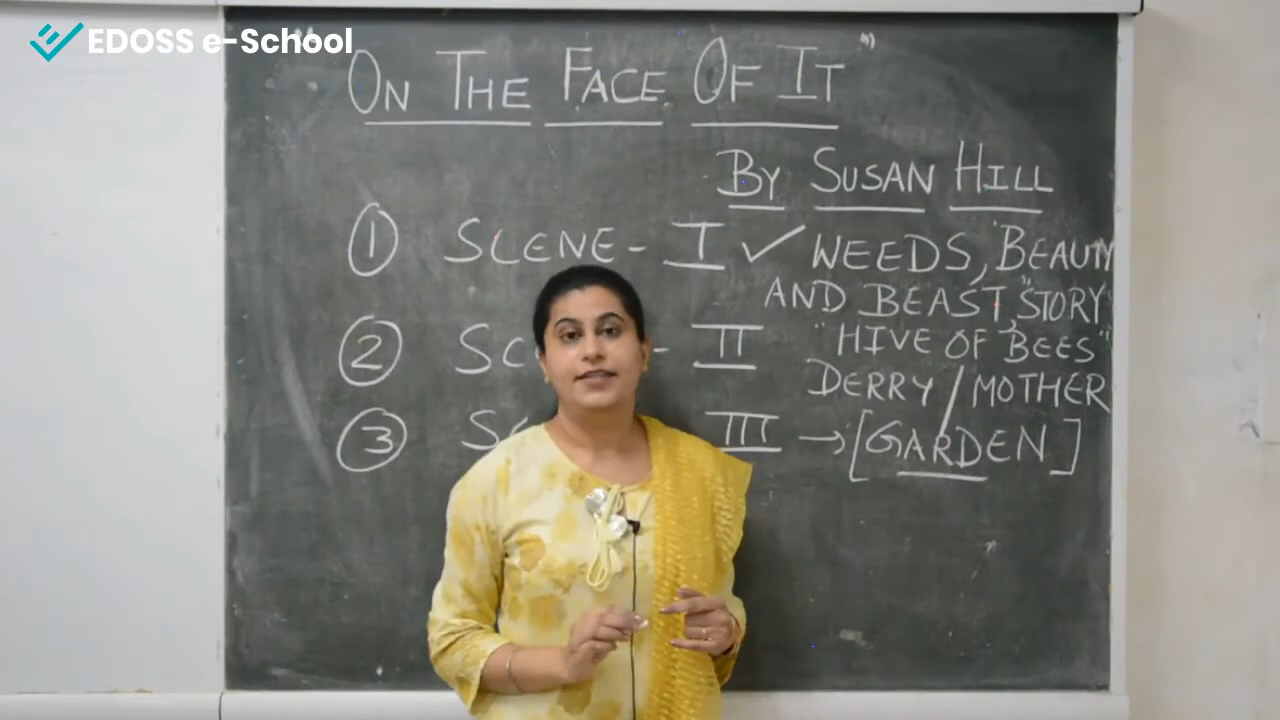 EDOSS e-School
"ON THE FACE OF IT"
BY SUSAN HILL
① SCENE - I ✓ WEEDS, "BEAUTY
AND BEAST", "STORY"
② SC - II "HIVE OF BEES"
DERRY / MOTHER
③ SC III → [GARDEN]